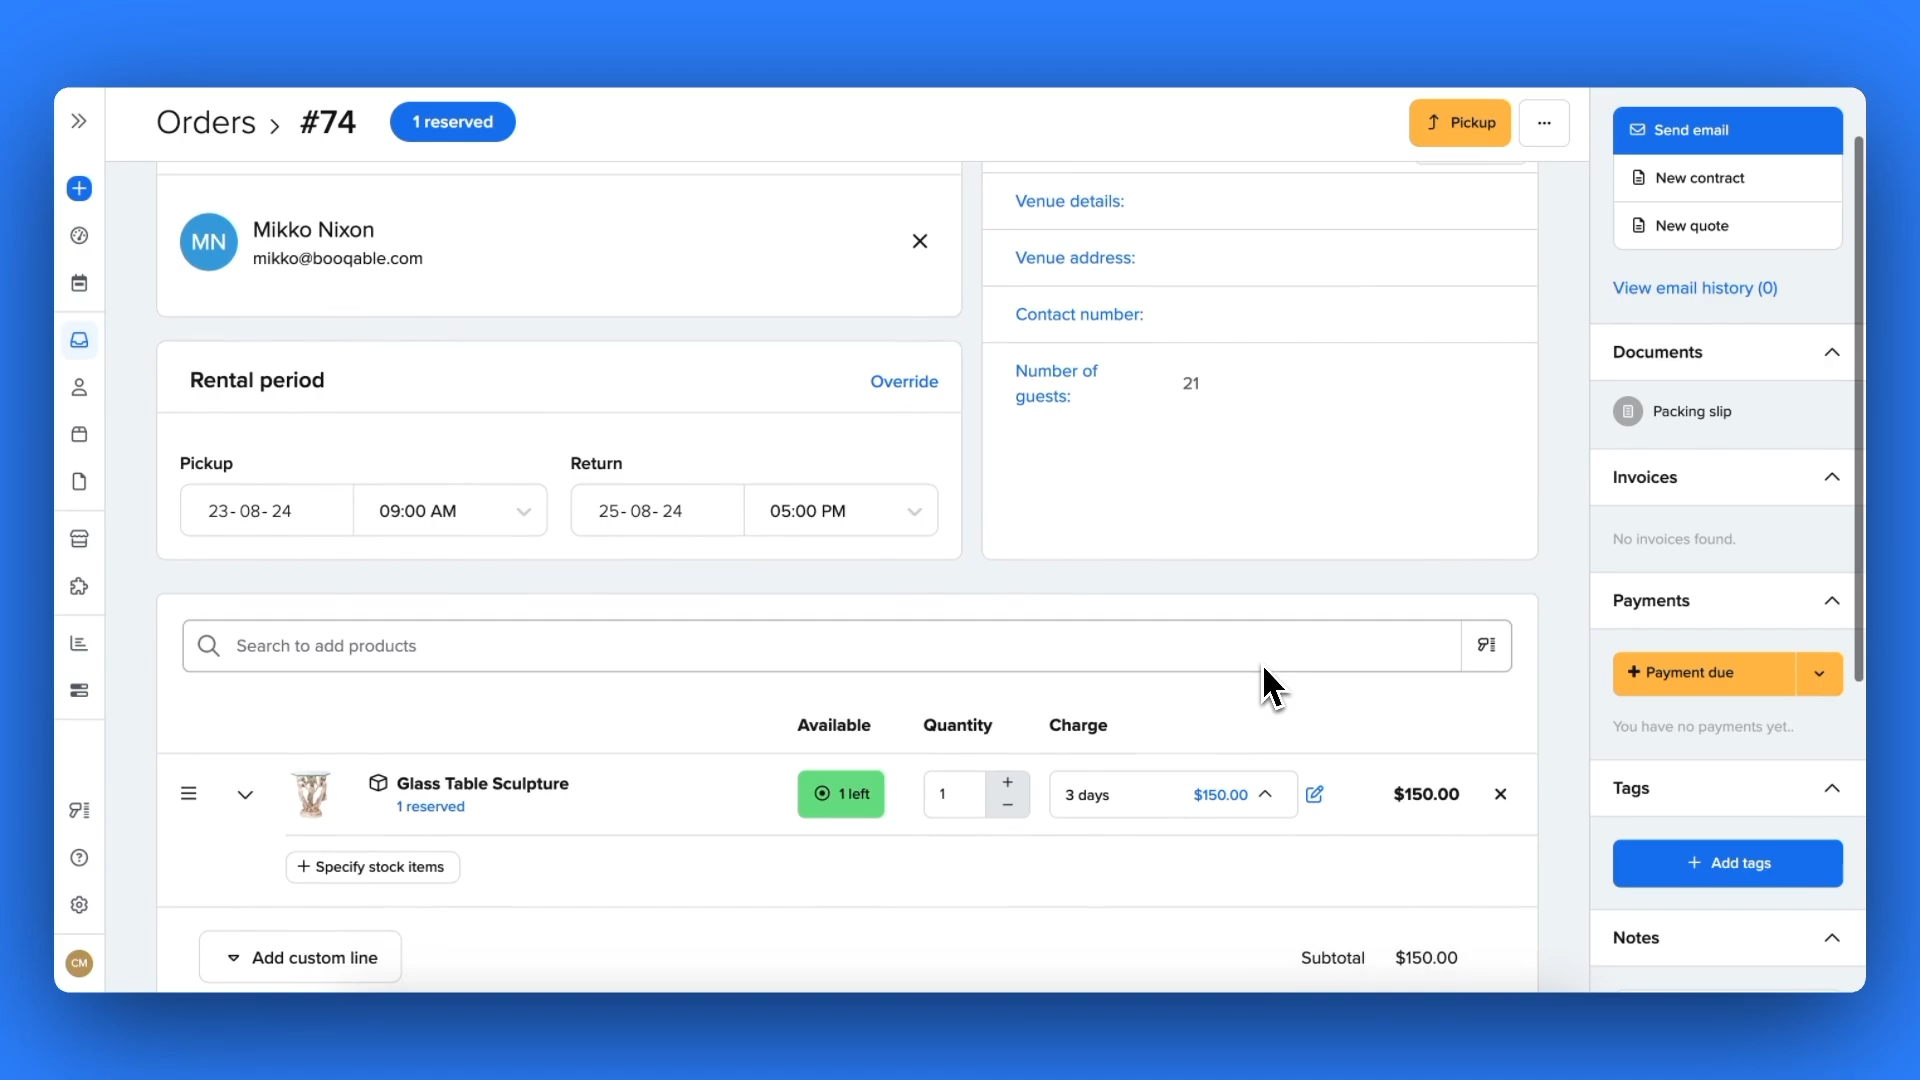 Orders › #74
1 reserved
Pickup
...
MN
Mikko Nixon
mikko@booqable.com
Venue details:
Venue address:
Contact number:
Number of
guests:
21
Rental period
Override
Pickup
Return
23-08-24
09:00 AM
25-08-24
05:00 PM
Search to add products
Available
Quantity
Charge
Glass Table Sculpture
1 reserved
1 left
1
+
−
3 days
$150.00
$150.00
+ Specify stock items
Add custom line
Subtotal
$150.00
CM
Send email
New contract
New quote
View email history (0)
Documents
Packing slip
Invoices
No invoices found.
Payments
+ Payment due
You have no payments yet..
Tags
+ Add tags
Notes